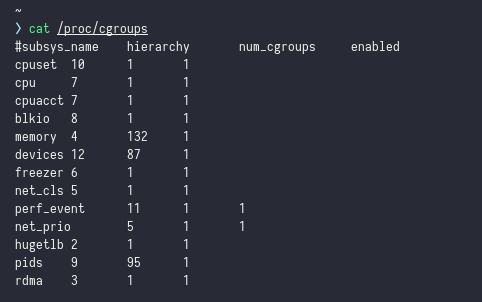 ~
❯ cat /proc/cgroups
#subsys_name hierarchy num_cgroups enabled
cpuset 10 1 1
cpu 7 1 1
cpuacct 7 1 1
blkio 8 1 1
memory 4 132 1
devices 12 87 1
freezer 6 1 1
net_cls 5 1 1
perf_event 11 1 1
net_prio 5 1 1
hugetlb 2 1 1
pids 9 95 1
rdma 3 1 1